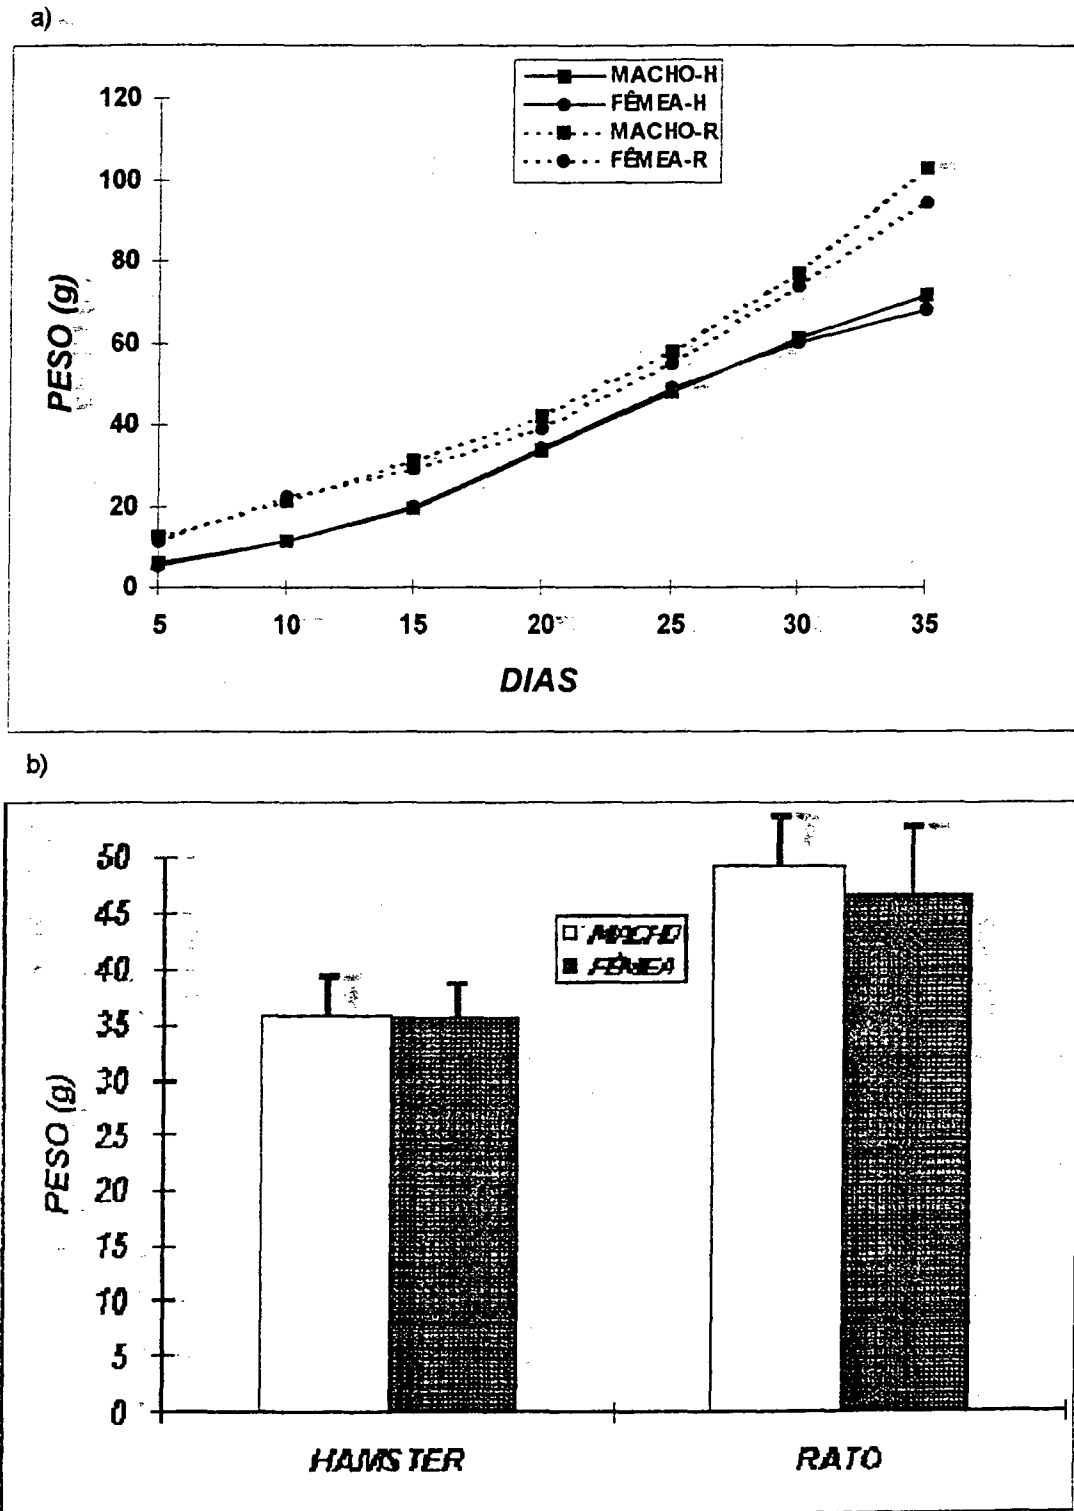 a)
MACHO-H
FÊMEA-H
MACHO-R
FÊMEA-R
120
100
80
60
40
20
0
PESO (g)
5 10 15 20 25 30 35
DIAS
b)
50
45
40
35
30
25
20
15
10
5
0
PESO (g)
MACHO
FÊMEA
HAMSTER RATO